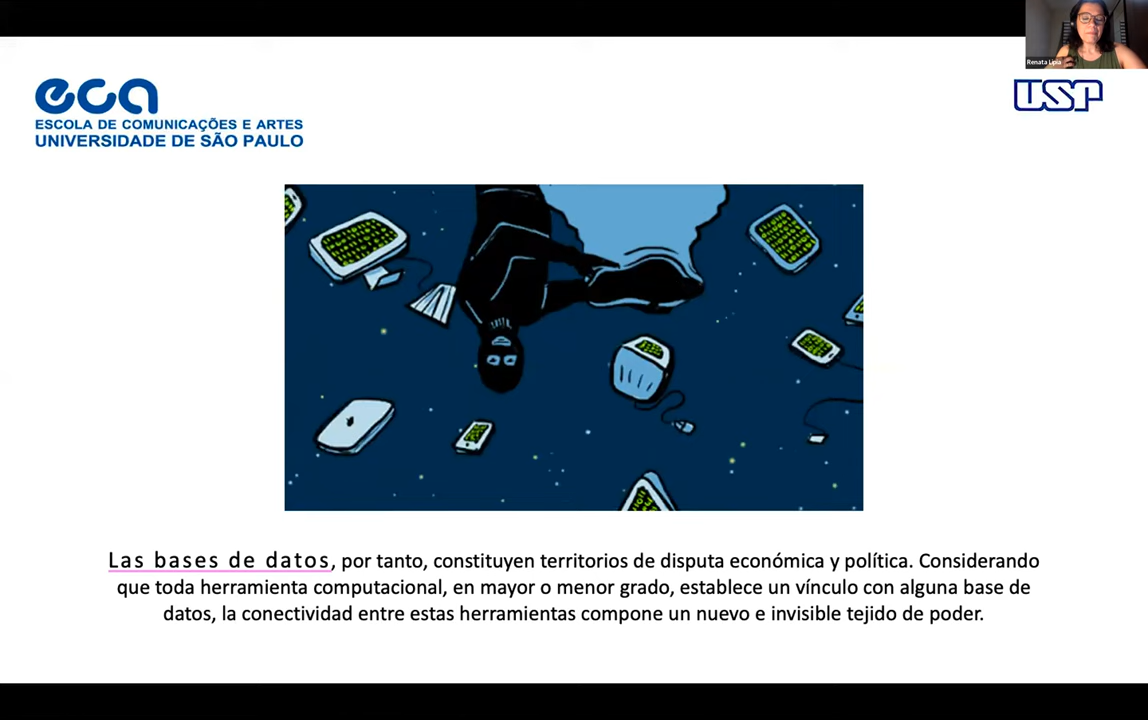 Renata Lipia
eca
ESCOLA DE COMUNICAÇÕES E ARTES
UNIVERSIDADE DE SÃO PAULO
USP
Las bases de datos, por tanto, constituyen territorios de disputa económica y política. Considerando
que toda herramienta computacional, en mayor o menor grado, establece un vínculo con alguna base de
datos, la conectividad entre estas herramientas compone un nuevo e invisible tejido de poder.